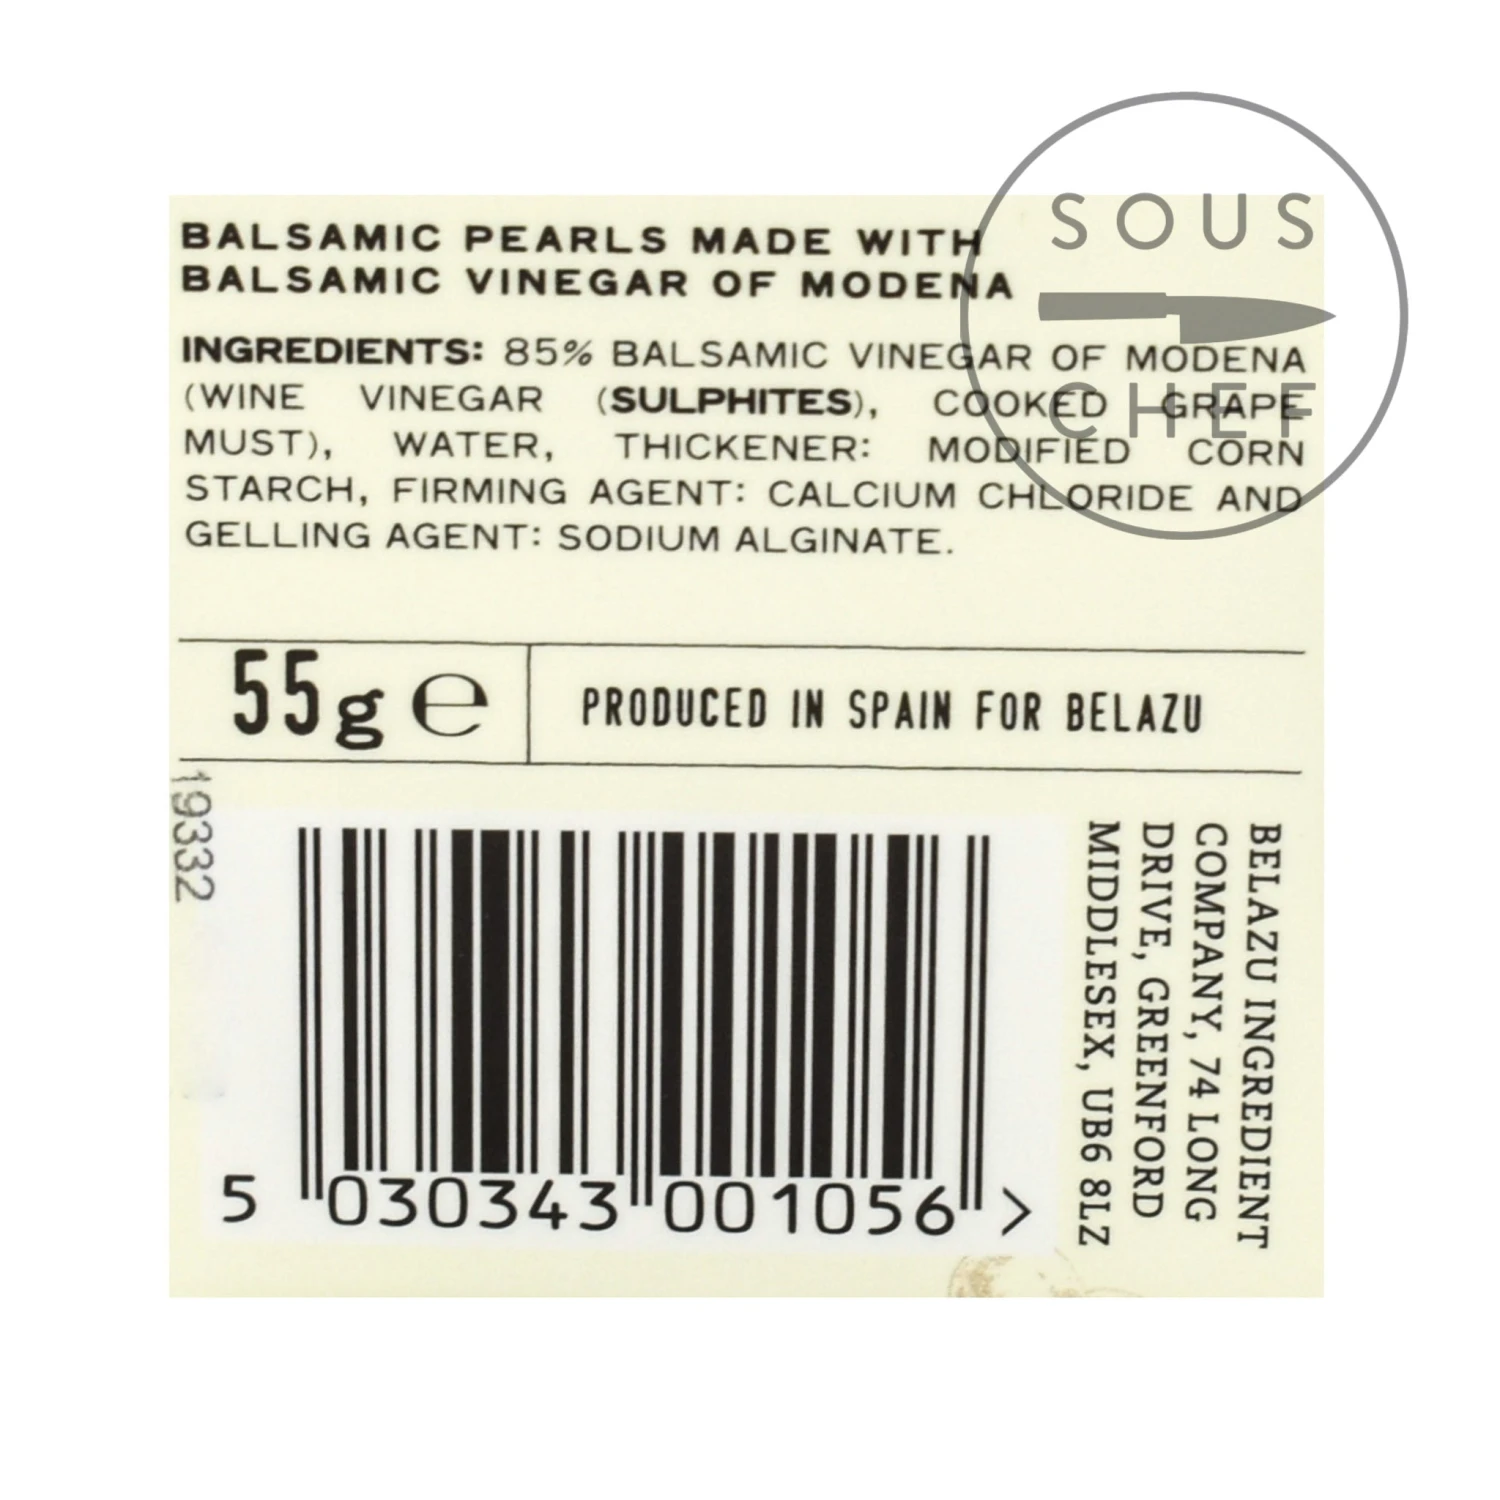 SOUS
CHEF
BALSAMIC PEARLS MADE WITH
BALSAMIC VINEGAR OF MODENA
INGREDIENTS: 85% BALSAMIC VINEGAR OF MODENA
(WINE VINEGAR (SULPHITES), COOKED GRAPE
MUST), WATER, THICKENER: MODIFIED CORN
STARCH, FIRMING AGENT: CALCIUM CHLORIDE AND
GELLING AGENT: SODIUM ALGINATE.
55g ℮
PRODUCED IN SPAIN FOR BELAZU
19332
5 030343 001056 >
BELAZU INGREDIENT
COMPANY, 74 LONG
DRIVE, GREENFORD
MIDDLESEX, UB6 8LZ